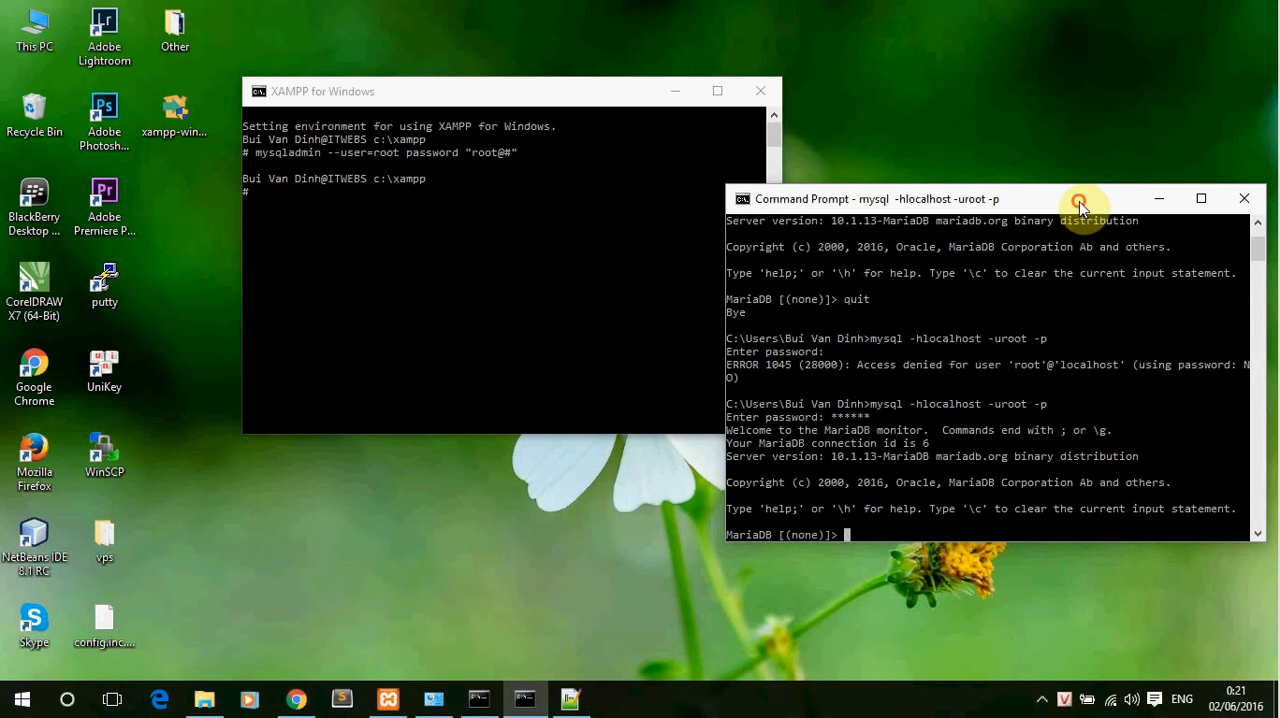 This PC
Adobe
Lightroom
Other
Recycle Bin
Adobe
Photosh...
xampp-win...
BlackBerry
Desktop ...
Adobe
Premiere P...
CorelDRAW
X7 (64-Bit)
putty
Google
Chrome
UniKey
Mozilla
Firefox
WinSCP
NetBeans IDE
8.1 RC
vps
Skype
config.inc....
XAMPP for Windows
Setting environment for using XAMPP for Windows.
Bui Van Dinh@ITWEBS c:\xampp
# mysqladmin --user=root password "root@#"
Bui Van Dinh@ITWEBS c:\xampp
#
Command Prompt - mysql -hlocalhost -uroot -p
Server version: 10.1.13-MariaDB mariadb.org binary distribution
Copyright (c) 2000, 2016, Oracle, MariaDB Corporation Ab and others.
Type 'help;' or '\h' for help. Type '\c' to clear the current input statement.
MariaDB [(none)]> quit
Bye
C:\Users\Bui Van Dinh>mysql -hlocalhost -uroot -p
Enter password:
ERROR 1045 (28000): Access denied for user 'root'@'localhost' (using password: N
O)
C:\Users\Bui Van Dinh>mysql -hlocalhost -uroot -p
Enter password: ******
Welcome to the MariaDB monitor.  Commands end with ; or \g.
Your MariaDB connection id is 6
Server version: 10.1.13-MariaDB mariadb.org binary distribution
Copyright (c) 2000, 2016, Oracle, MariaDB Corporation Ab and others.
Type 'help;' or '\h' for help. Type '\c' to clear the current input statement.
MariaDB [(none)]>
ENG
6:21
02/06/2016